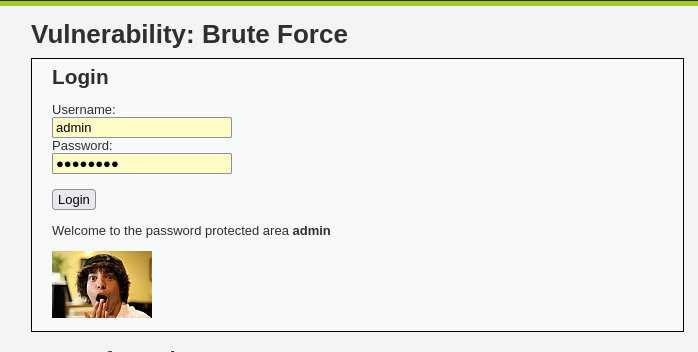 Vulnerability: Brute Force
Login
Username:
admin
Password:
●●●●●●●●
Login
Welcome to the password protected area admin